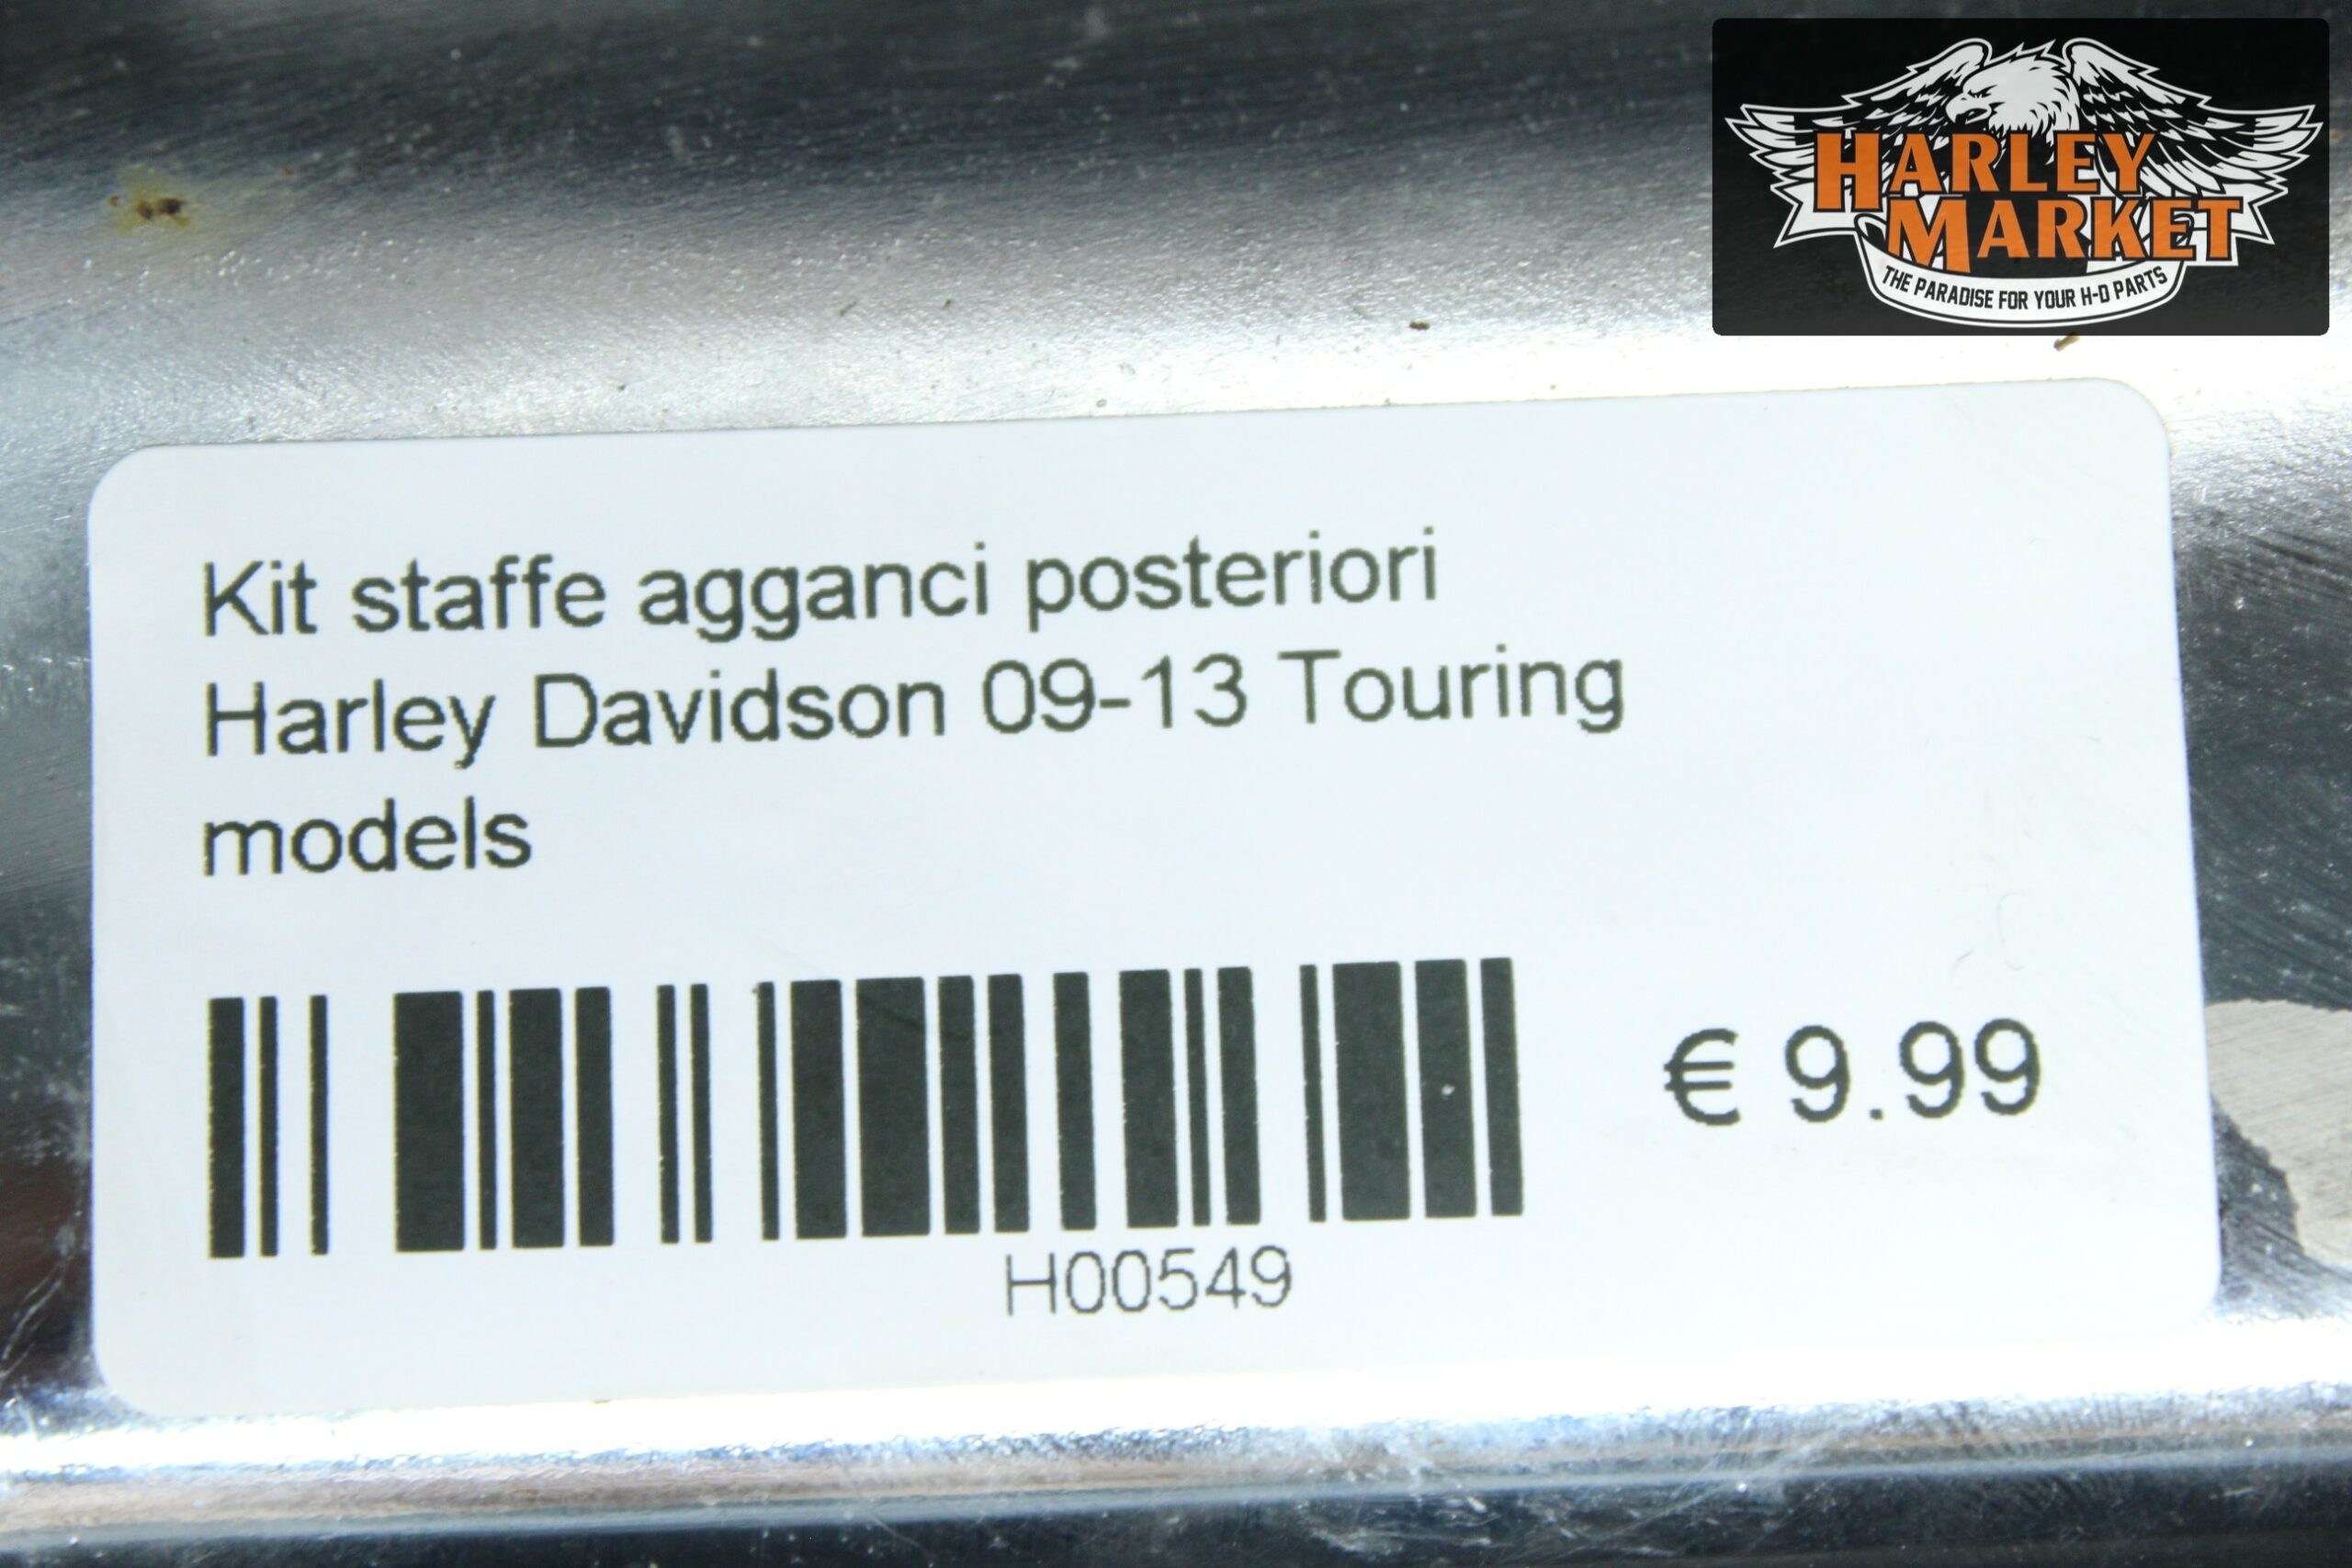 HARLEY
MARKET
THE PARADISE FOR YOUR H-D PARTS
Kit staffe agganci posteriori
Harley Davidson 09-13 Touring
models
€ 9.99
H00549